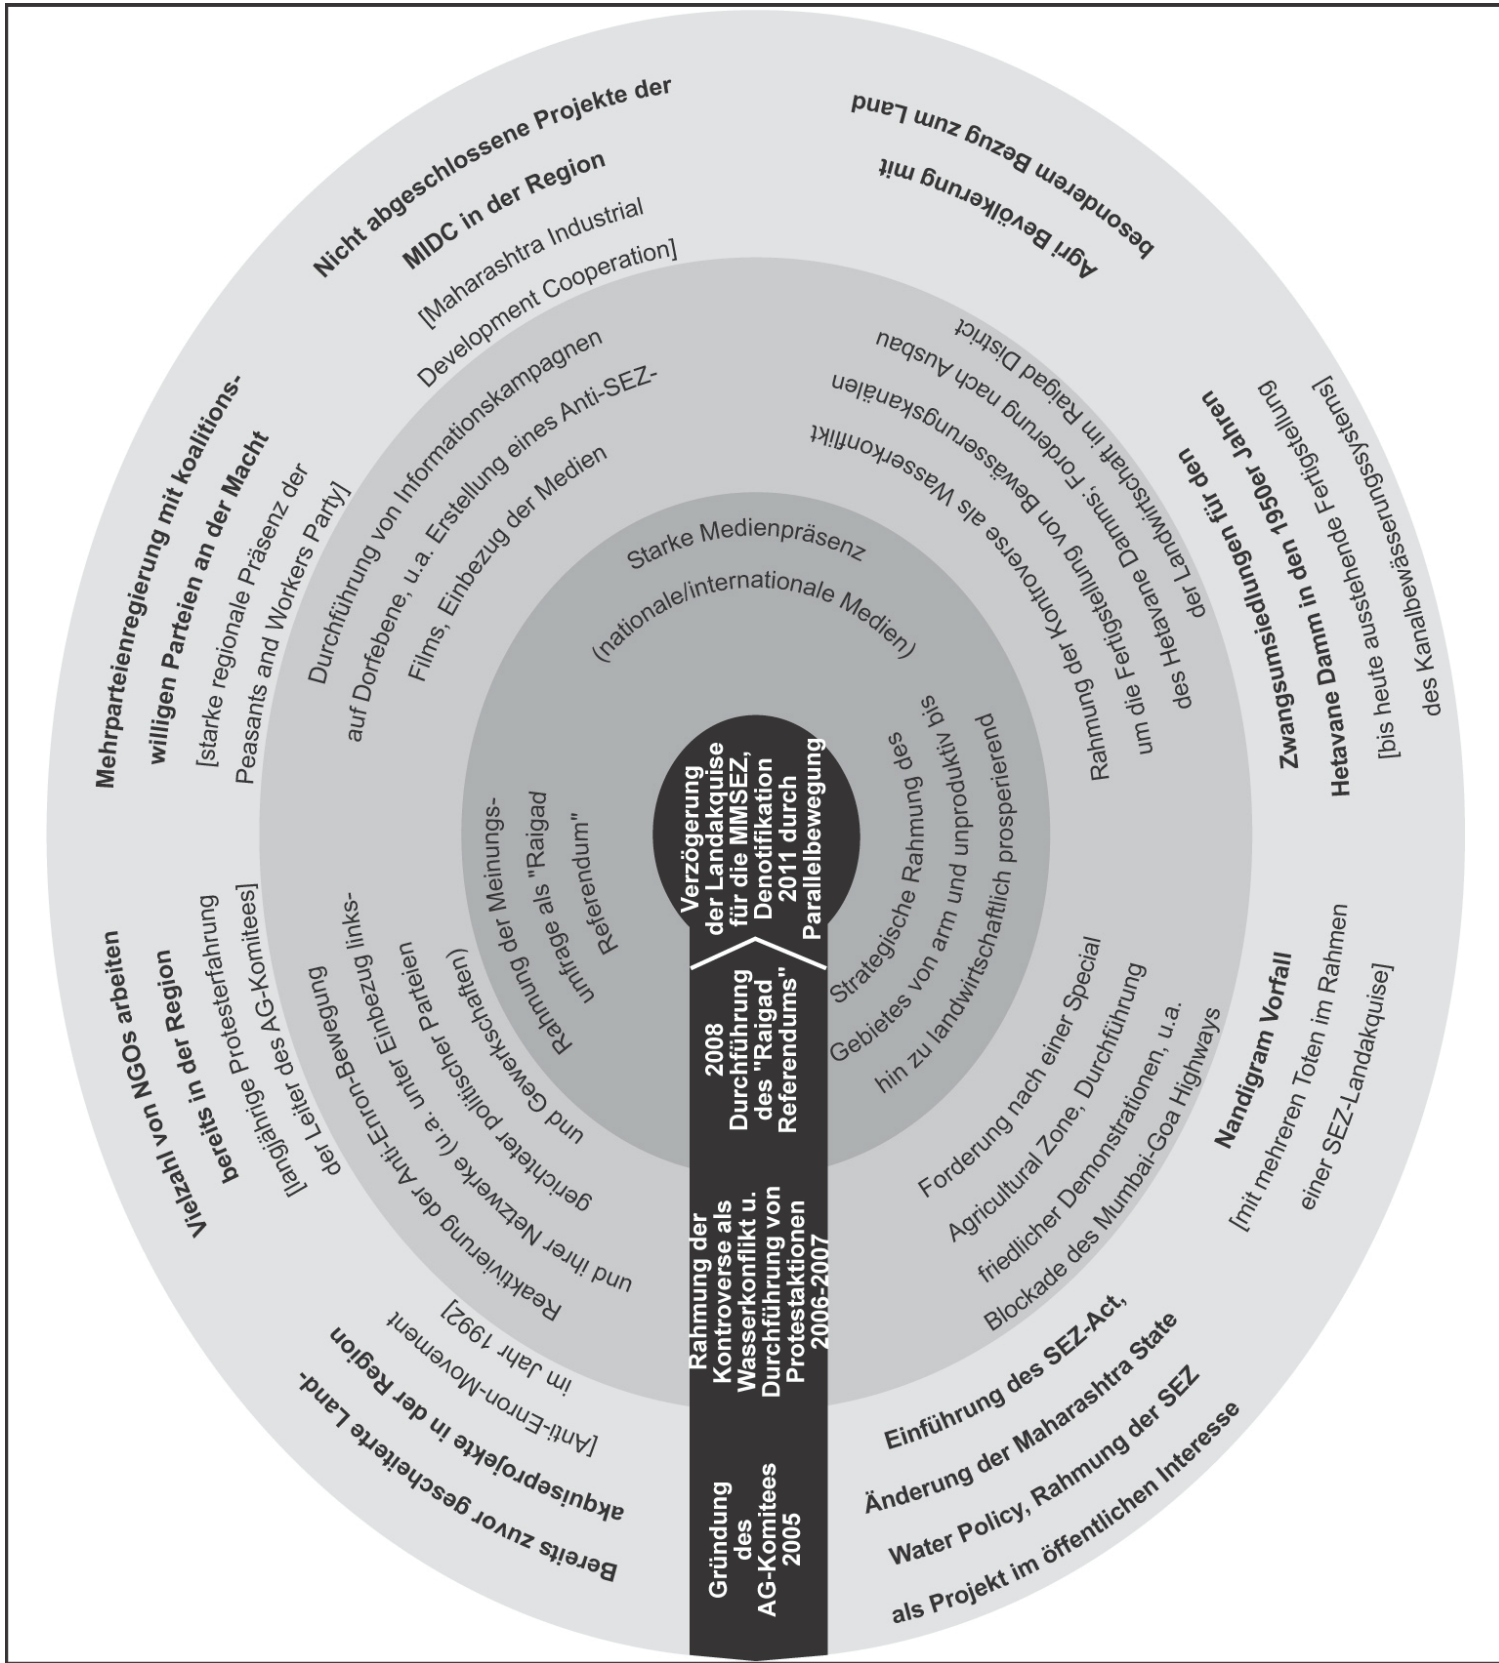 Nicht abgeschlossene Projekte der
MIDC in der Region
[Maharashtra Industrial
Development Cooperation]
besonderem Bezug zum Land
Agri Bevölkerung mit
Mehrparteienregierung mit koalitions-
willigen Parteien an der Macht
[starke regionale Präsenz der
Peasants and Workers Party]
Zwangsumsiedlungen für den
Hetavane Damm in den 1950er Jahren
[bis heute ausstehende Fertigstellung
des Kanalbewässerungssystems]
Vielzahl von NGOs arbeiten
bereits in der Region
[langjährige Protesterfahrung
der Leiter des AG-Komitees]
Nandigram Vorfall
[mit mehreren Toten im Rahmen
einer SEZ-Landakquise]
Bereits zuvor gescheiterte Land-
akquiseprojekte in der Region
[Anti-Enron-Movement
im Jahr 1992]
Einführung des SEZ-Act,
Änderung der Maharashtra State
Water Policy, Rahmung der SEZ
als Projekt im öffentlichen Interesse
Durchführung von Informationskampagnen
auf Dorfebene, u.a. Erstellung eines Anti-SEZ-
Films, Einbezug der Medien
Rahmung der Kontroverse als Wasserkonflikt
um die Fertigstellung von Bewässerungskanälen
des Hetavane Damms; Forderung nach Ausbau
der Landwirtschaft im Raigad District
Reaktivierung der Anti-Enron-Bewegung
und ihrer Netzwerke (u.a. unter Einbezug links-
gerichteter politischer Parteien
und Gewerkschaften)
Forderung nach einer Special
Agricultural Zone, Durchführung
friedlicher Demonstrationen, u.a.
Blockade des Mumbai-Goa Highways
Starke Medienpräsenz
(nationale/internationale Medien)
Rahmung der Meinungs-
umfrage als "Raigad
Referendum"
Strategische Rahmung des
Gebietes von arm und unproduktiv bis
hin zu landwirtschaftlich prosperierend
Verzögerung
der Landakquise
für die MMSEZ,
Denotifikation
2011 durch
Parallelbewegung
2008
Durchführung
des "Raigad
Referendums"
Rahmung der
Kontroverse als
Wasserkonflikt u.
Durchführung von
Protestaktionen
2006-2007
Gründung
des
AG-Komitees
2005